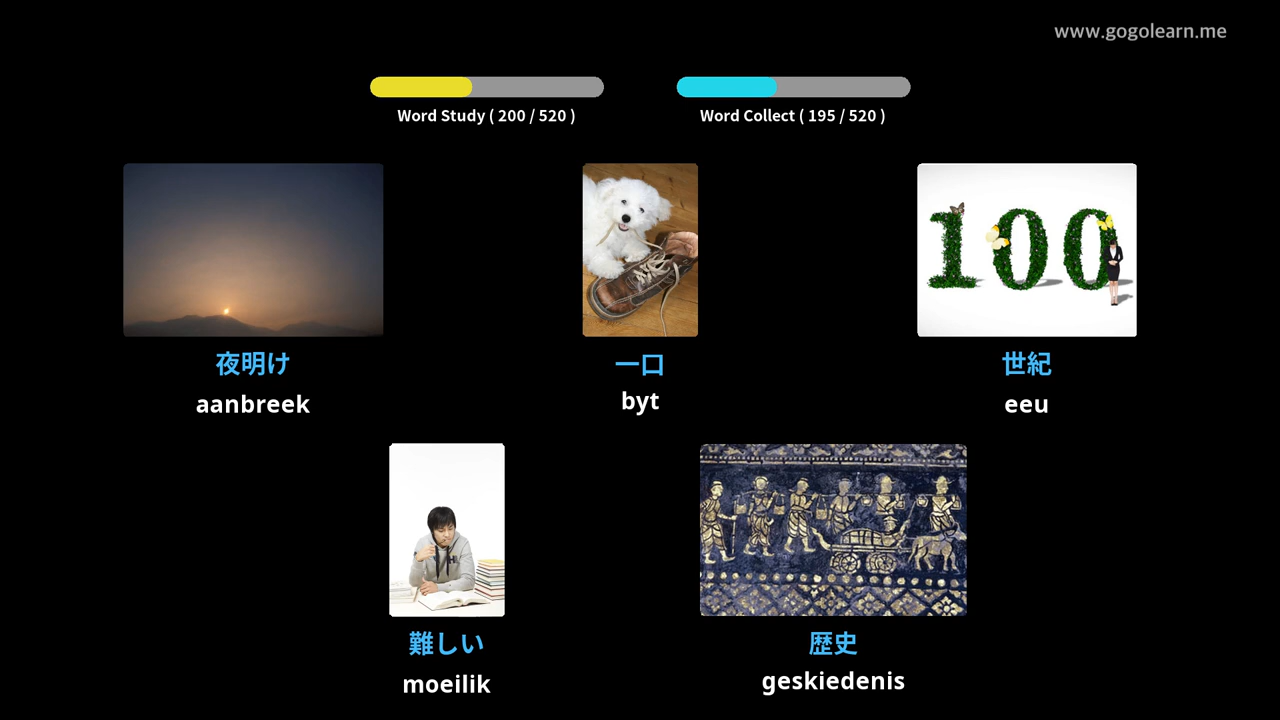 www.gogolearn.me
Word Study ( 200 / 520 )
Word Collect ( 195 / 520 )
夜明け
aanbreek
一口
byt
世紀
eeu
難しい
moeilik
歴史
geskiedenis